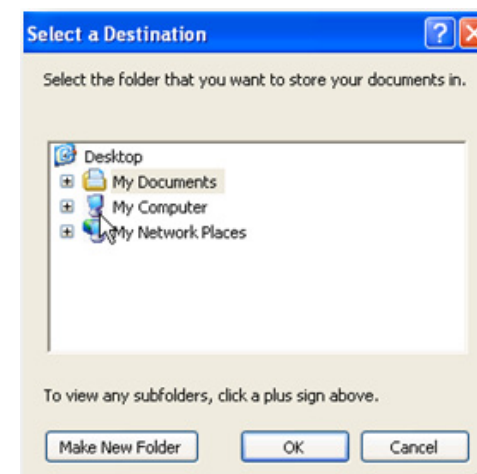 Select a Destination
Select the folder that you want to store your documents in.
Desktop
My Documents
My Computer
My Network Places
To view any subfolders, click a plus sign above.
Make New Folder OK Cancel